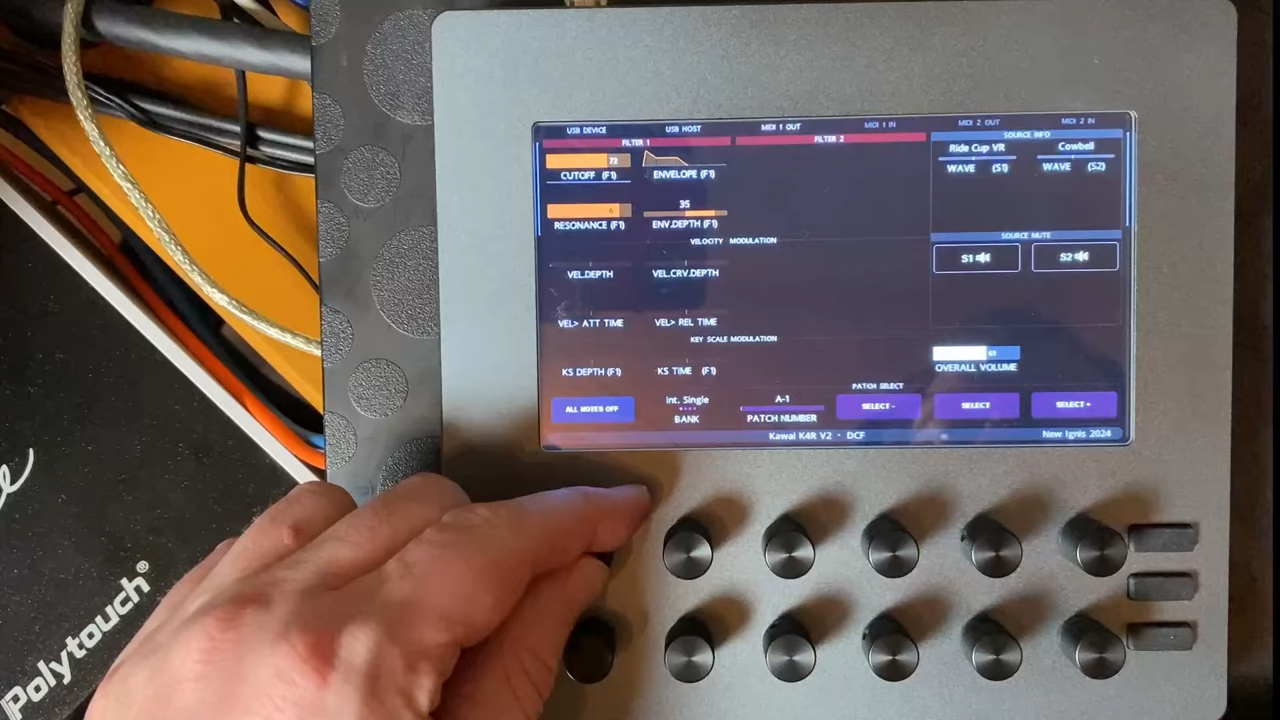 USB DEVICE USB HOST MIDI 1 OUT MIDI 1 IN MIDI 2 OUT MIDI 2 IN
FILTER 1 FILTER 2 SOURCE INFO
72
CUTOFF (F1) ENVELOPE (F1)
Ride Cup VR Cowbell
WAVE (S1) WAVE (S2)
6 35
RESONANCE (F1) ENV.DEPTH (F1)
VELOCITY MODULATION
SOURCE MUTE
S1 S2
VEL.DEPTH VEL.CRV.DEPTH
VEL> ATT TIME VEL> REL TIME
KEY SCALE MODULATION
OVERALL VOLUME
KS DEPTH (F1) KS TIME (F1)
PATCH SELECT
ALL NOTES OFF
Int. Single
BANK
A-1
PATCH NUMBER
SELECT - SELECT SELECT +
Kawai K4R V2 · DCF New Ignis 2024
Polytouch®